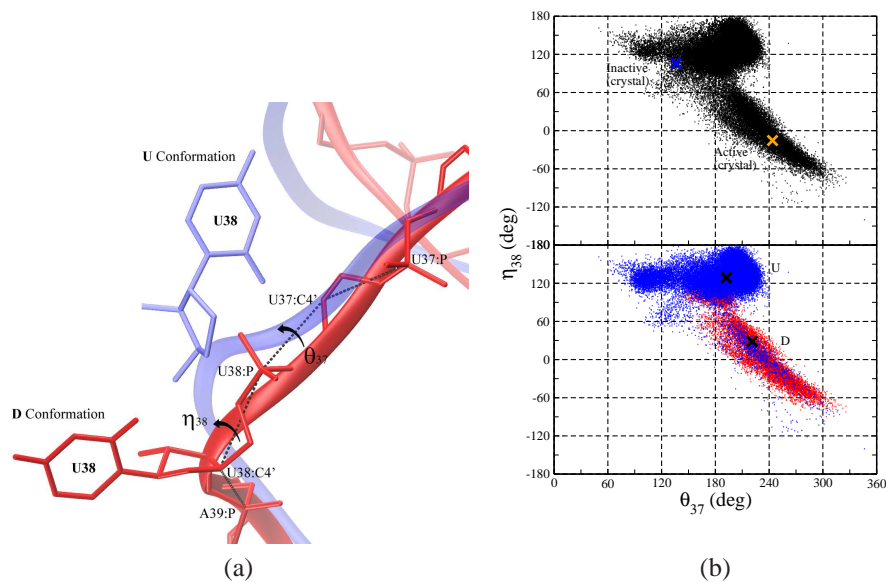 U Conformation
U38
U37:P
U37:C4'
θ37
U38:P
η38
D Conformation
U38
U38:C4'
A39:P
(a)
180
120
60
0
-60
-120
-180
Inactive
(crystal)
Active
(crystal)
η38 (deg)
180
120
60
0
-60
-120
-180
U
D
0
60
120
180
240
300
360
θ37 (deg)
(b)